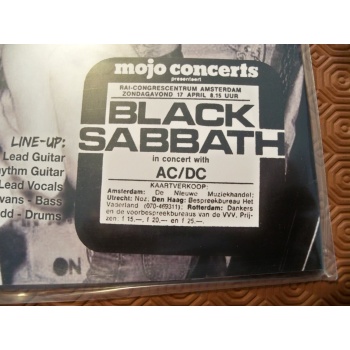 mojo concerts
presenteert
RAI-CONGRESCENTRUM AMSTERDAM
ZONDAGAVOND 17 APRIL 8.15 UUR
BLACK
SABBATH
in concert with
AC/DC
KAARTVERKOOP:
Amsterdam: De Nieuwe Muziekhandel;
Utrecht: Noz. Den Haag: Bespreekbureau Het
Vaderland (070-4f9311). Rotterdam: Dankers
en de voorbespreekbureaus van de VVV. Prij-
zen: f 15.—, f 20.— en f 25.—.
LINE-UP:
Lead Guitar
ythm Guitar
Lead Vocals
vans - Bass
dd - Drums
ON